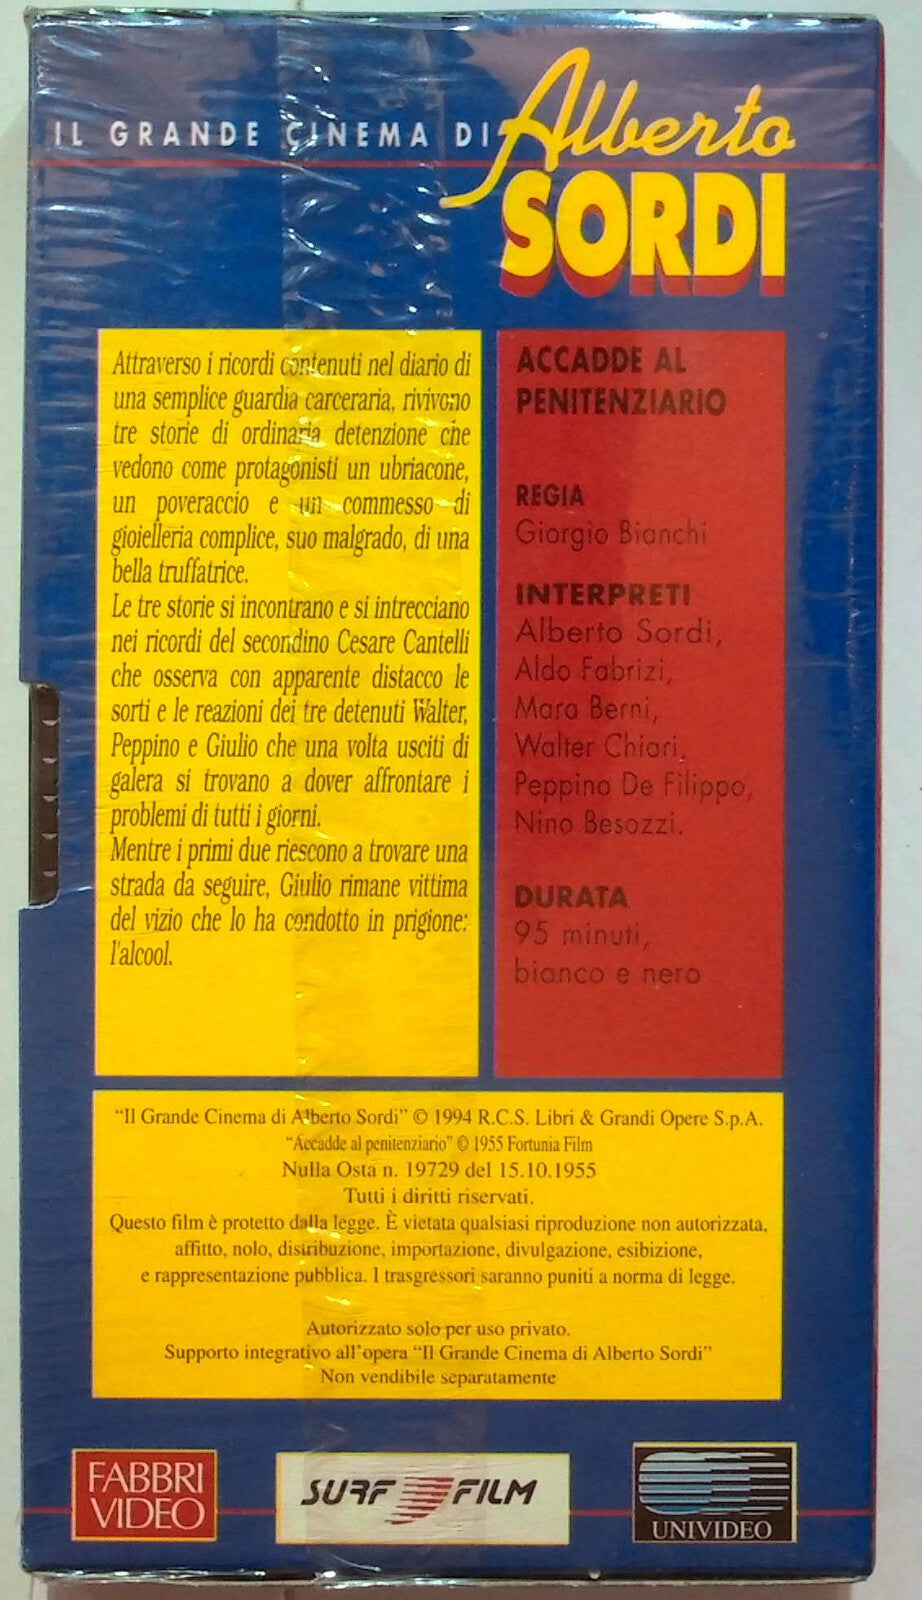 IL GRANDE CINEMA DI Alberto
SORDI
Attraverso i ricordi contenuti nel diario di
una semplice guardia carceraria, rivivono
tre storie di ordinaria detenzione che
vedono come protagonisti un ubriacone,
un poveraccio e un commesso di
gioielleria complice, suo malgrado, di una
bella truffatrice.
Le tre storie si incontrano e si intrecciano
nei ricordi del secondino Cesare Cantelli
che osserva con apparente distacco le
sorti e le reazioni dei tre detenuti Walter,
Peppino e Giulio che una volta usciti di
galera si trovano a dover affrontare i
problemi di tutti i giorni.
Mentre i primi due riescono a trovare una
strada da seguire, Giulio rimane vittima
del vizio che lo ha condotto in prigione:
l'alcool.
ACCADDE AL
PENITENZIARIO
REGIA
Giorgio Bianchi
INTERPRETI
Alberto Sordi,
Aldo Fabrizi,
Mara Berni,
Walter Chiari,
Peppino De Filippo,
Nino Besozzi.
DURATA
95 minuti,
bianco e nero
“Il Grande Cinema di Alberto Sordi” © 1994 R.C.S. Libri & Grandi Opere S.p.A.
“Accadde al penitenziario” © 1955 Fortunia Film
Nulla Osta n. 19729 del 15.10.1955
Tutti i diritti riservati.
Questo film è protetto dalla legge. È vietata qualsiasi riproduzione non autorizzata,
affitto, nolo, distribuzione, importazione, divulgazione, esibizione,
e rappresentazione pubblica. I trasgressori saranno puniti a norma di legge.
Autorizzato solo per uso privato.
Supporto integrativo all'opera “Il Grande Cinema di Alberto Sordi”
Non vendibile separatamente
FABBRI
VIDEO
SURF FILM
UNIVIDEO